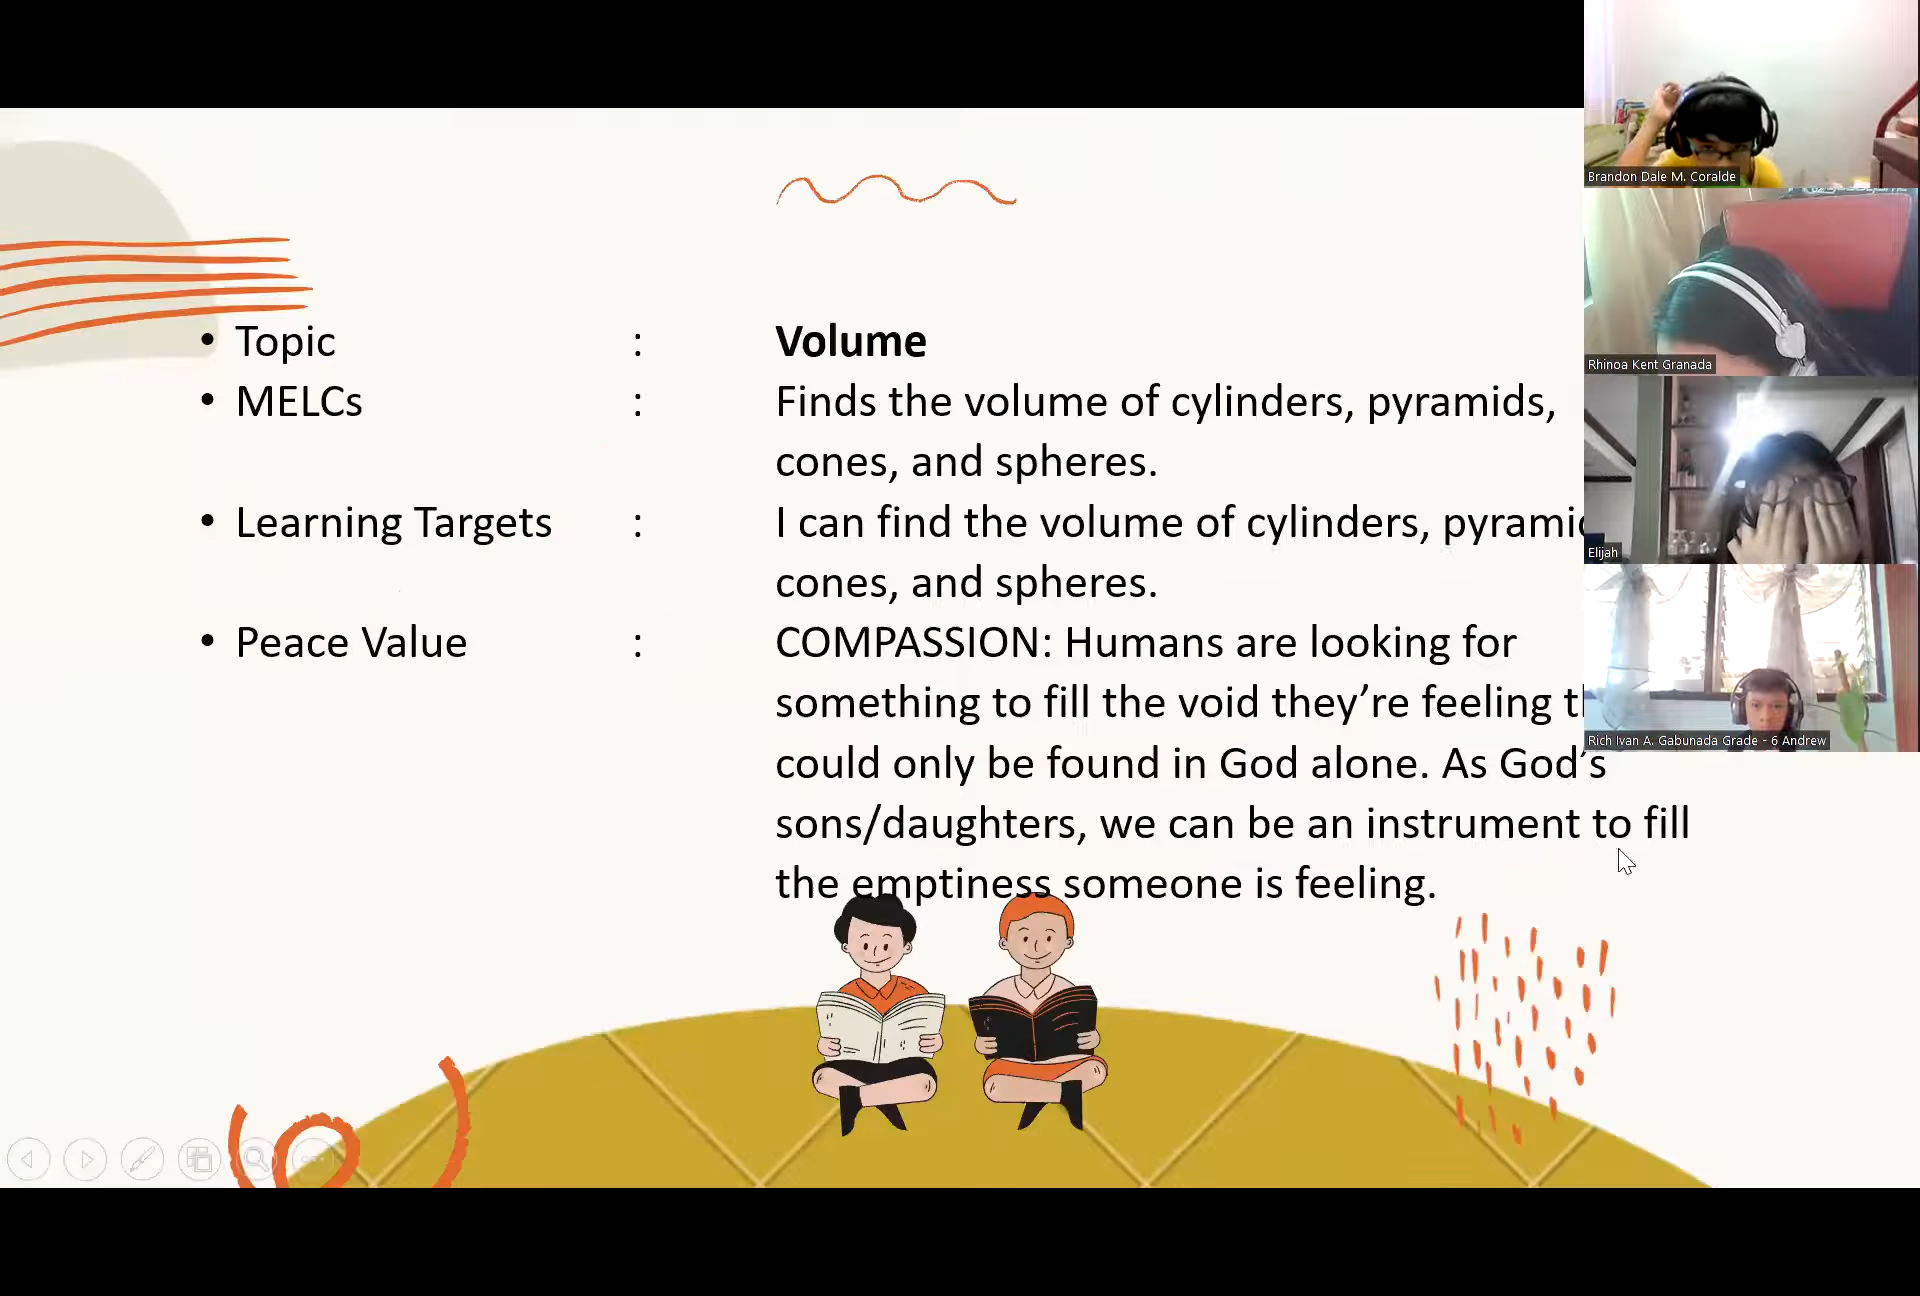 • Topic : Volume
• MELCs : Finds the volume of cylinders, pyramids,
cones, and spheres.
• Learning Targets : I can find the volume of cylinders,
cones, and spheres.
• Peace Value : COMPASSION: Humans are looking for
something to fill the void they’re feeling
could only be found in God alone. As God’s
sons/daughters, we can be an instrument to fill
the emptiness someone is feeling.
Brandon Dale M. Coralde
Rhinoa Kent Granada
Elijah
Rich Ivan A. Gabunada Grade - 6 Andrew